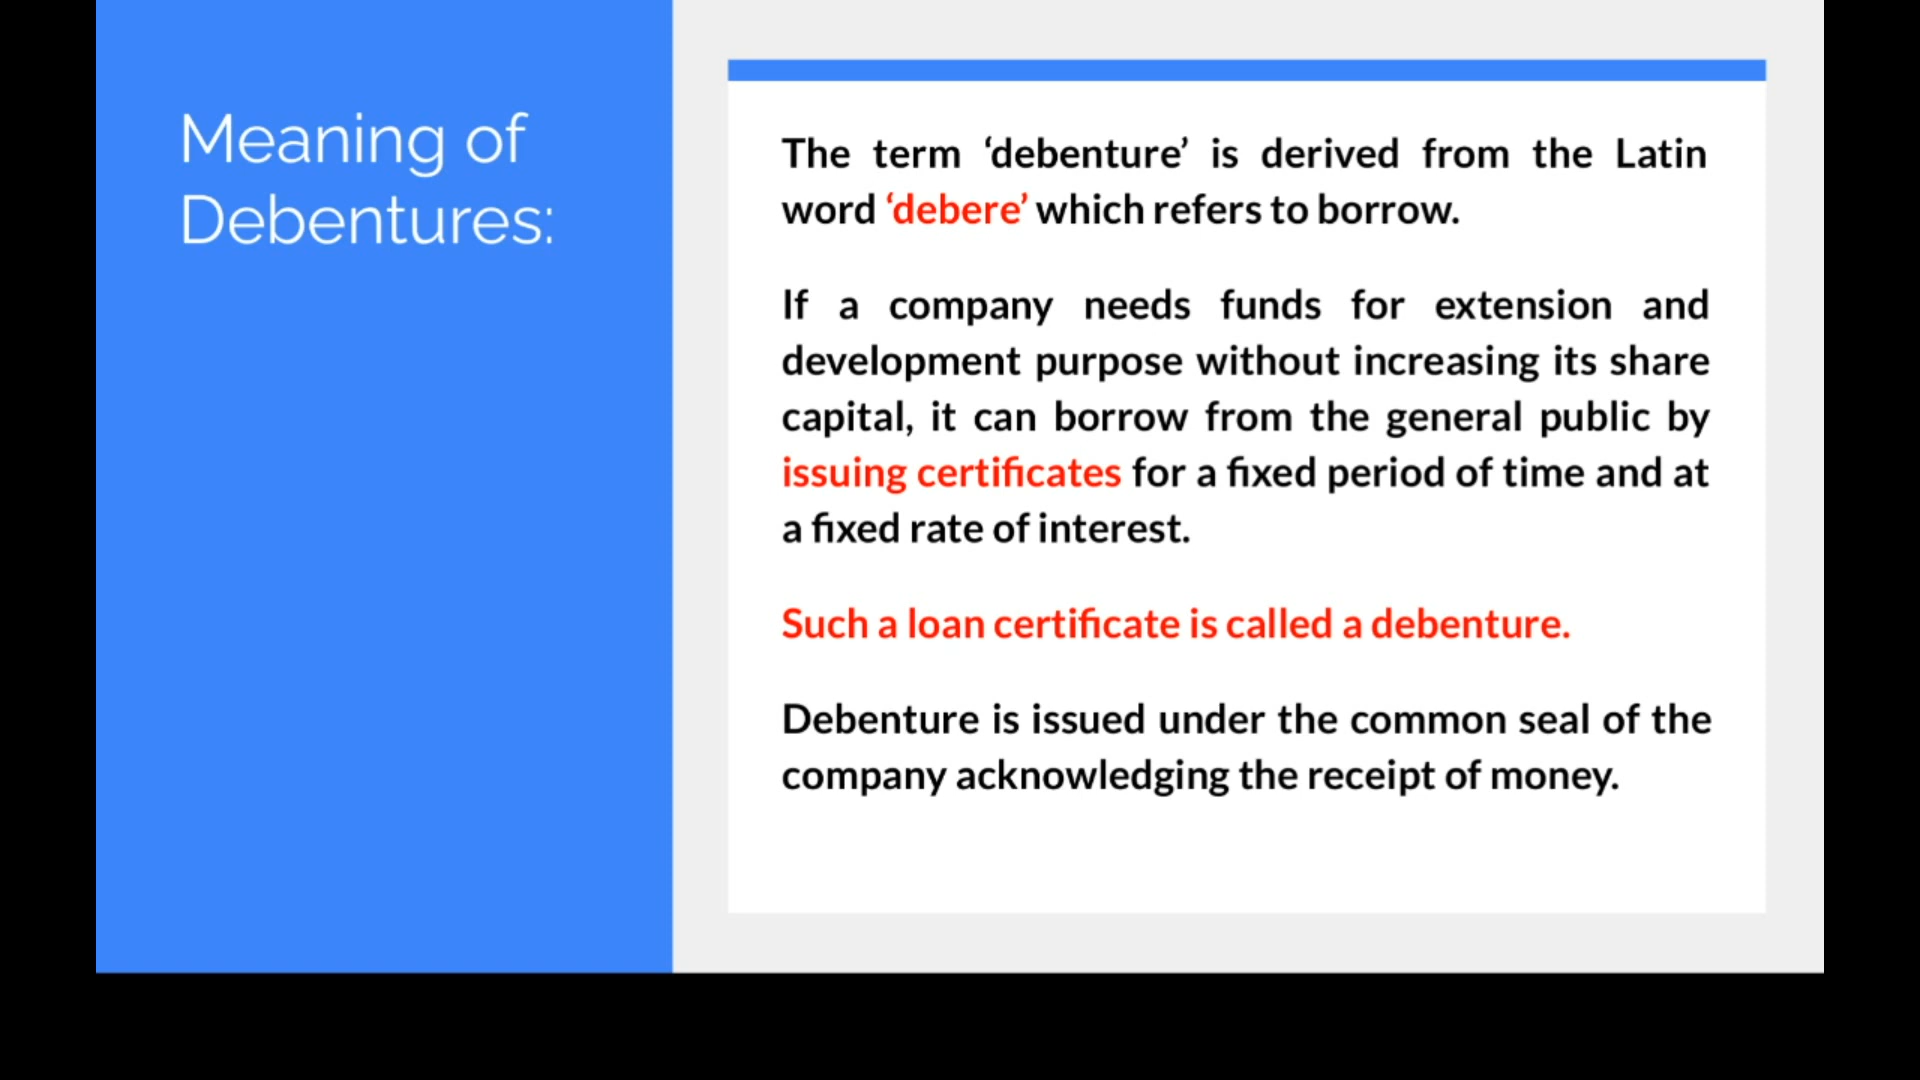 Meaning of
Debentures:
The term ‘debenture’ is derived from the Latin
word ‘debere’ which refers to borrow.
If a company needs funds for extension and
development purpose without increasing its share
capital, it can borrow from the general public by
issuing certificates for a fixed period of time and at
a fixed rate of interest.
Such a loan certificate is called a debenture.
Debenture is issued under the common seal of the
company acknowledging the receipt of money.